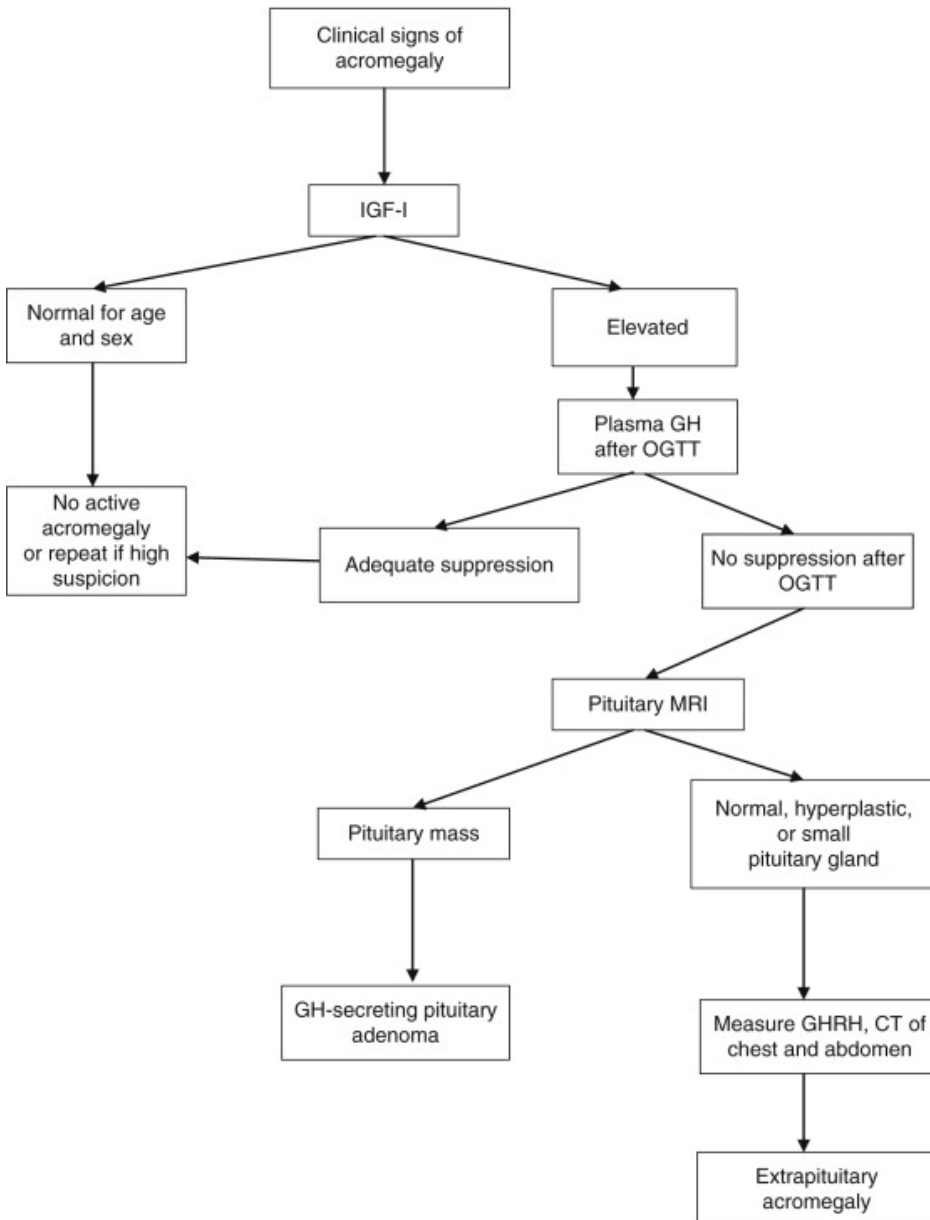 Clinical signs of
acromegaly
IGF-I
Normal for age
and sex
Elevated
Plasma GH
after OGTT
No active
acromegaly
or repeat if high
suspicion
Adequate suppression
No suppression after
OGTT
Pituitary MRI
Pituitary mass
Normal, hyperplastic,
or small
pituitary gland
GH-secreting pituitary
adenoma
Measure GHRH, CT of
chest and abdomen
Extrapituitary
acromegaly